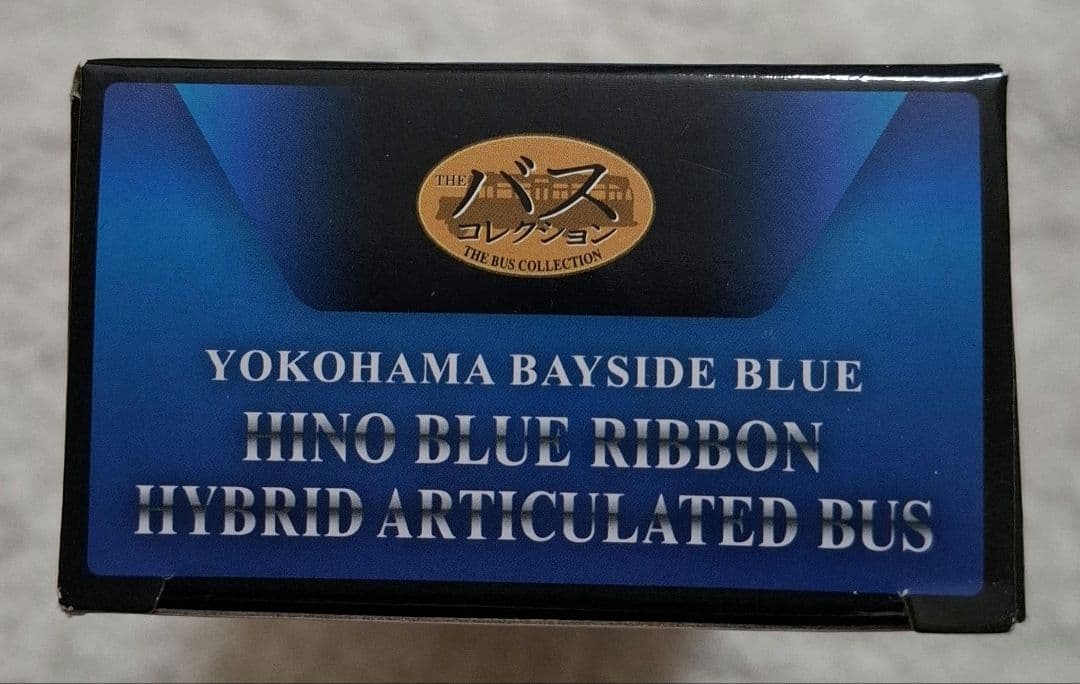 THE バス
コレクション
THE BUS COLLECTION
YOKOHAMA BAYSIDE BLUE
HINO BLUE RIBBON
HYBRID ARTICULATED BUS